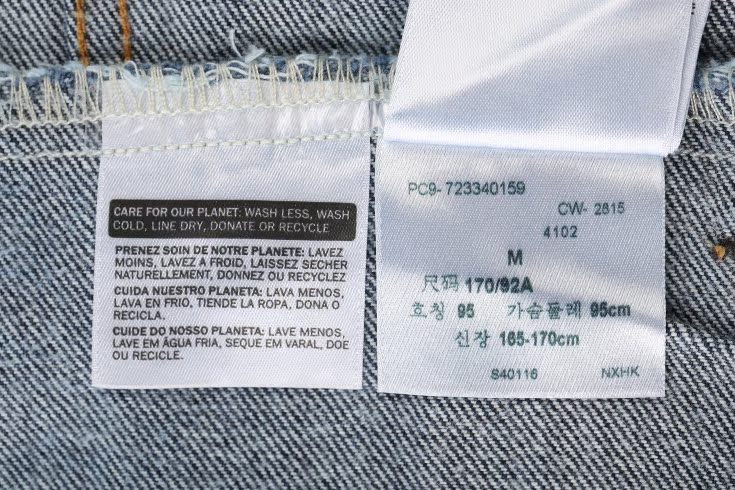 CARE FOR OUR PLANET: WASH LESS, WASH
COLD, LINE DRY, DONATE OR RECYCLE
PRENEZ SOIN DE NOTRE PLANETE: LAVEZ
MOINS, LAVEZ A FROID, LAISSEZ SECHER
NATURELLEMENT, DONNEZ OU RECYCLEZ
CUIDA NUESTRO PLANETA: LAVA MENOS,
LAVA EN FRIO, TIENDE LA ROPA, DONA O
RECICLA.
CUIDE DO NOSSO PLANETA: LAVE MENOS,
LAVE EM ÁGUA FRIA, SEQUE EM VARAL, DOE
OU RECICLE.
PC9- 723340159
CW- 2815
4102
M
尺码 170/92A
호칭 95 가슴둘레 95cm
신장 165-170cm
S40116 NXHK